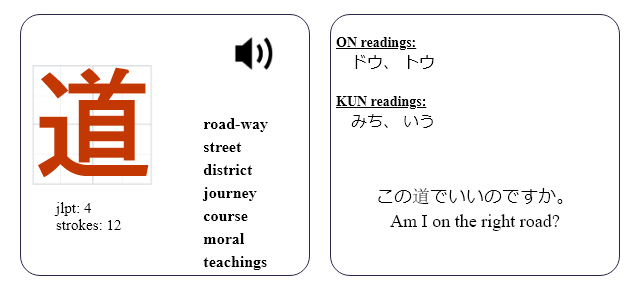 道
road-way
street
district
journey
course
moral
teachings
jlpt: 4
strokes: 12
ON readings:
ドウ、 トウ
KUN readings:
みち、 いう
この道でいいのですか。
Am I on the right road?